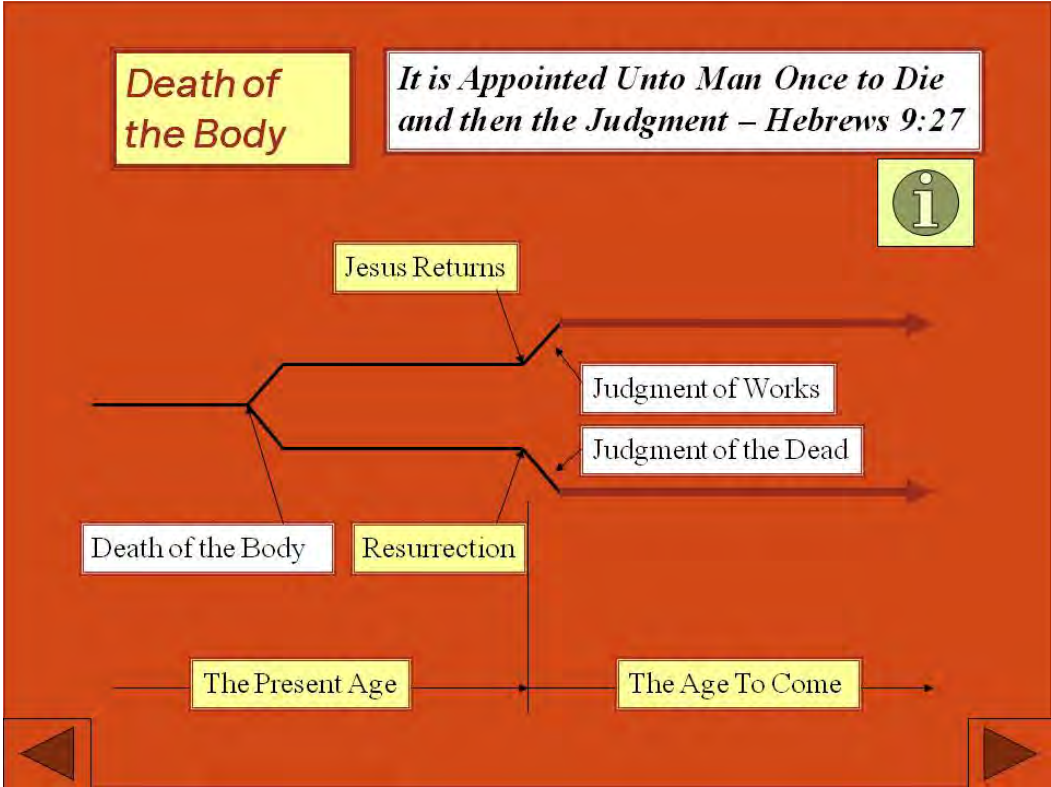 Death of
the Body
It is Appointed Unto Man Once to Die
and then the Judgment – Hebrews 9:27
i
Jesus Returns
Judgment of Works
Judgment of the Dead
Death of the Body
Resurrection
The Present Age
The Age To Come